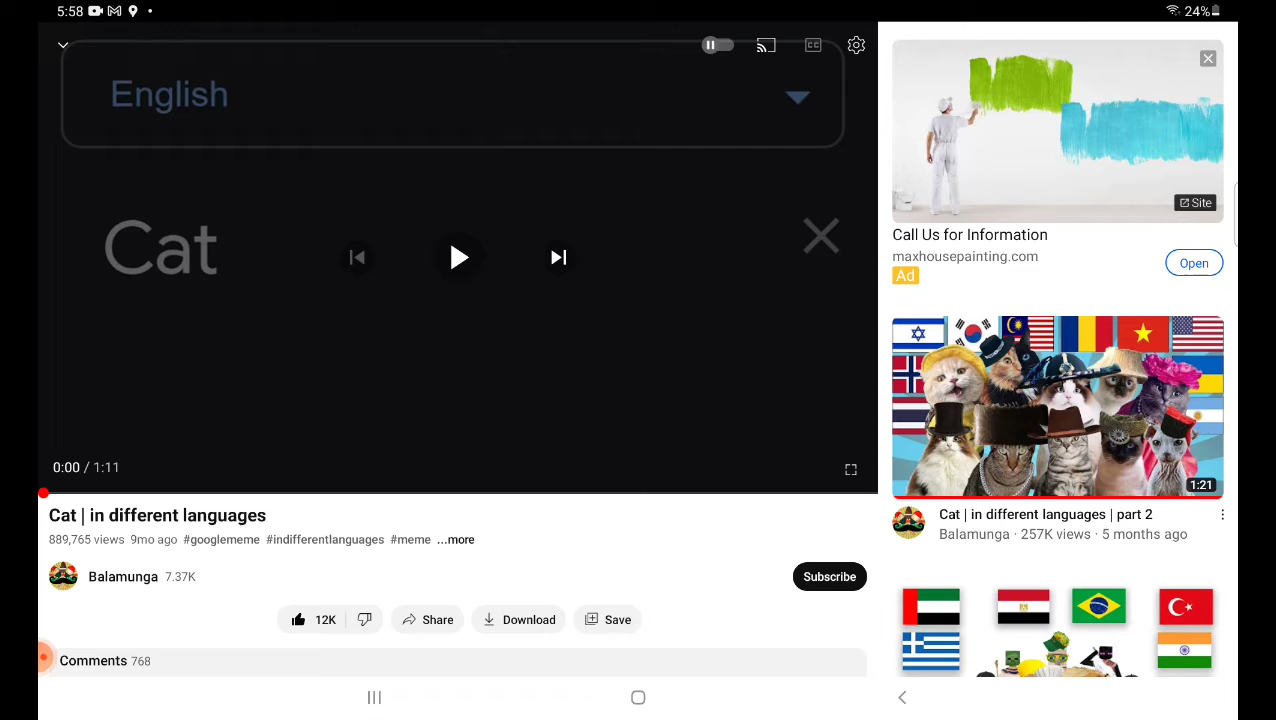 5:58
24%
English
Cat
0:00 / 1:11
Cat | in different languages
889,765 views 9mo ago #googlememe #indifferentlanguages #meme ...more
Balamunga 7.37K
Subscribe
12K
Share
Download
Save
Comments 768
CC
Site
Call Us for Information
maxhousepainting.com
Ad
Open
1:21
Cat | in different languages | part 2
Balamunga · 257K views · 5 months ago